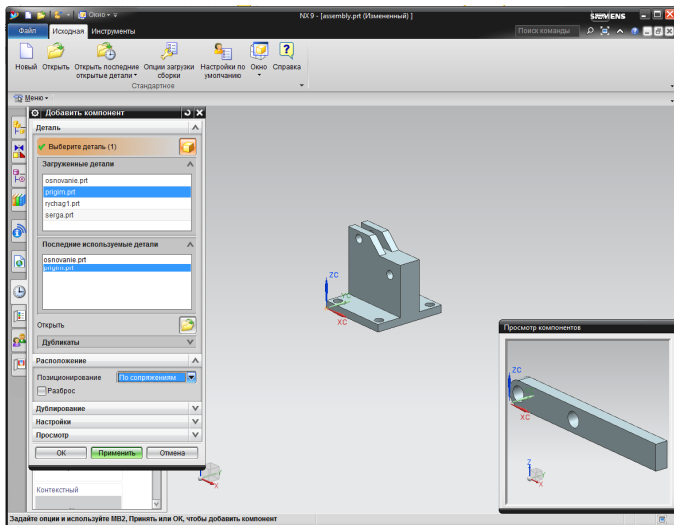 Окно
NX 9 - [assembly.prt (Измененный) ]
SIEMENS
Файл
Исходная
Инструменты
Поиск команды
Новый
Открыть
Открыть последние открытые детали
Опции загрузки сборки
Настройки по умолчанию
Окно
Справка
Стандартное
Меню
Добавить компонент
Деталь
Выберите деталь (1)
Загруженные детали
osnovanie.prt
prigim.prt
rychag1.prt
serga.prt
Последние используемые детали
osnovanie.prt
prigim.prt
Открыть
Дубликаты
Расположение
Позиционирование
По сопряжениям
Разброс
Дублирование
Настройки
Просмотр
ОК
Применить
Отмена
Контекстный
ZC
YC
XC
X
Просмотр компонентов
ZC
XC
Z
X
Задайте опции и используйте MB2, Принять или ОК, чтобы добавить компонент